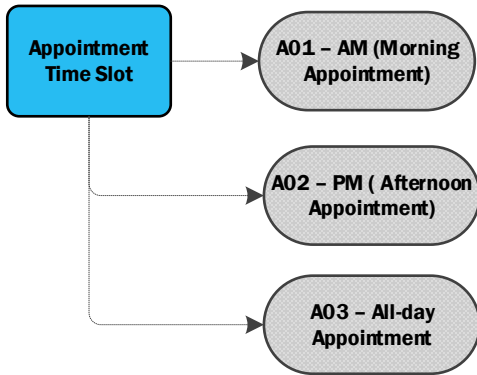 Appointment
Time Slot
A01 – AM (Morning
Appointment)
A02 – PM ( Afternoon
Appointment)
A03 – All-day
Appointment